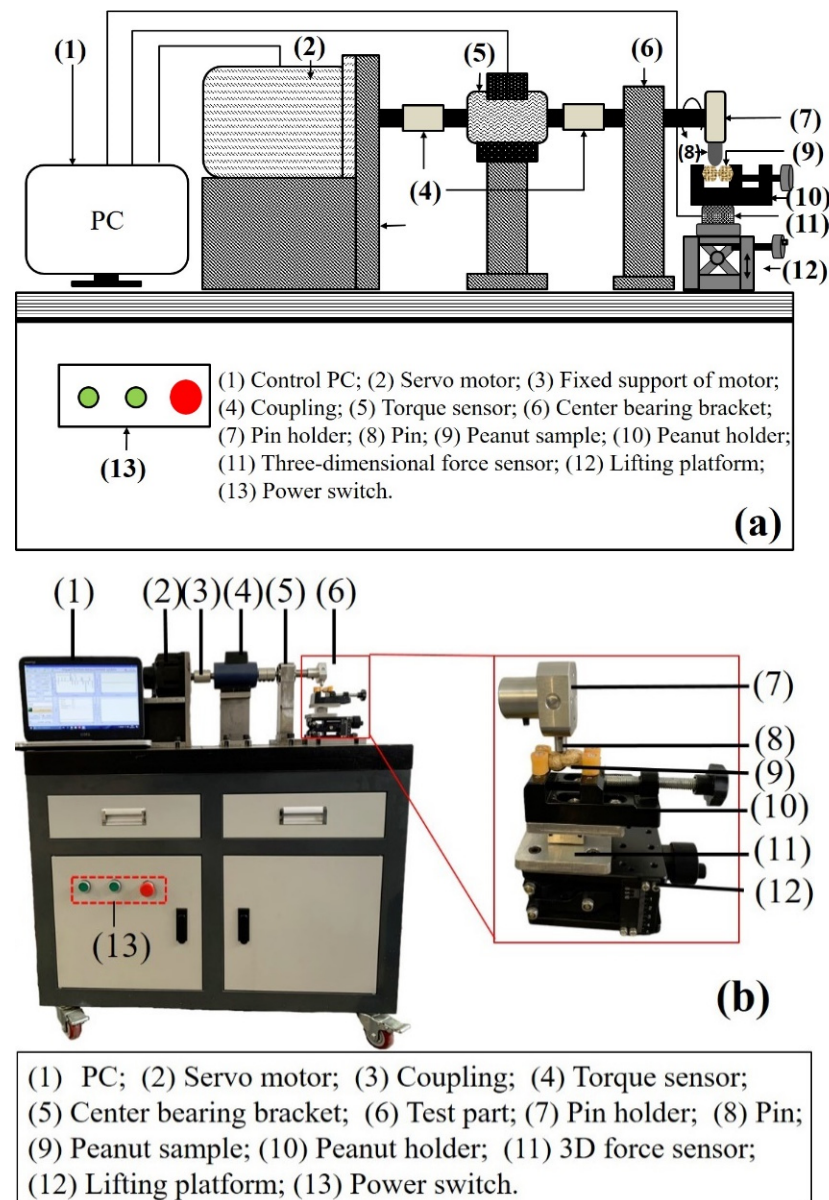 (1)
(2)
(5)
(6)
(7)
(8)
(9)
(4)
(10)
(11)
(12)
PC
(1) Control PC; (2) Servo motor; (3) Fixed support of motor;
(4) Coupling; (5) Torque sensor; (6) Center bearing bracket;
(7) Pin holder; (8) Pin; (9) Peanut sample; (10) Peanut holder;
(11) Three-dimensional force sensor; (12) Lifting platform;
(13) Power switch.
(13)
(a)
(1)
(2)
(3)
(4)
(5)
(6)
(7)
(8)
(9)
(10)
(11)
(12)
(13)
(b)
(1) PC; (2) Servo motor; (3) Coupling; (4) Torque sensor;
(5) Center bearing bracket; (6) Test part; (7) Pin holder; (8) Pin;
(9) Peanut sample; (10) Peanut holder; (11) 3D force sensor;
(12) Lifting platform; (13) Power switch.